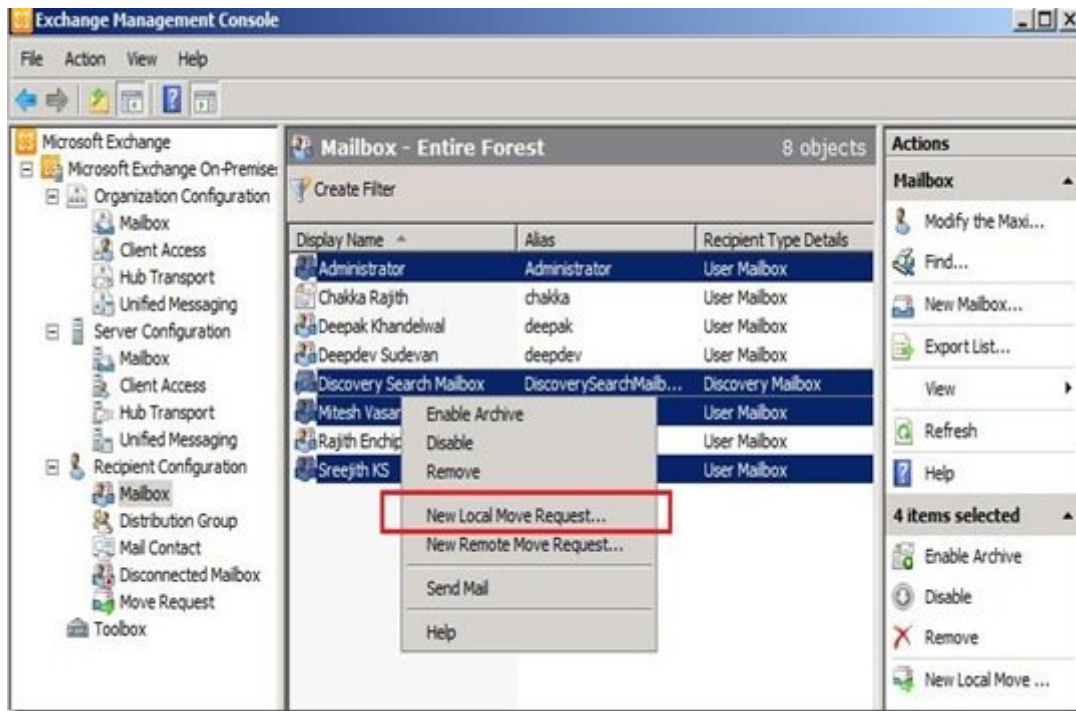 Exchange Management Console
File Action View Help
Microsoft Exchange
Microsoft Exchange On-Premise
Organization Configuration
Mailbox
Client Access
Hub Transport
Unified Messaging
Server Configuration
Mailbox
Client Access
Hub Transport
Unified Messaging
Recipient Configuration
Mailbox
Distribution Group
Mail Contact
Disconnected Mailbox
Move Request
Toolbox
Mailbox - Entire Forest 8 objects
Create Filter
Display Name Alias Recipient Type Details
Administrator Administrator User Mailbox
Chakka Rajith chakka User Mailbox
Deepak Khandelwal deepak User Mailbox
Deepdev Sudevan deepdev User Mailbox
Discovery Search Mailbox DiscoverySearchMailb... Discovery Mailbox
Mitesh Vasan User Mailbox
Rajith Enchip User Mailbox
Sreejith KS User Mailbox
Enable Archive
Disable
Remove
New Local Move Request...
New Remote Move Request...
Send Mail
Help
Actions
Mailbox
Modify the Maxi...
Find...
New Mailbox...
Export List...
View
Refresh
Help
4 items selected
Enable Archive
Disable
Remove
New Local Move ...